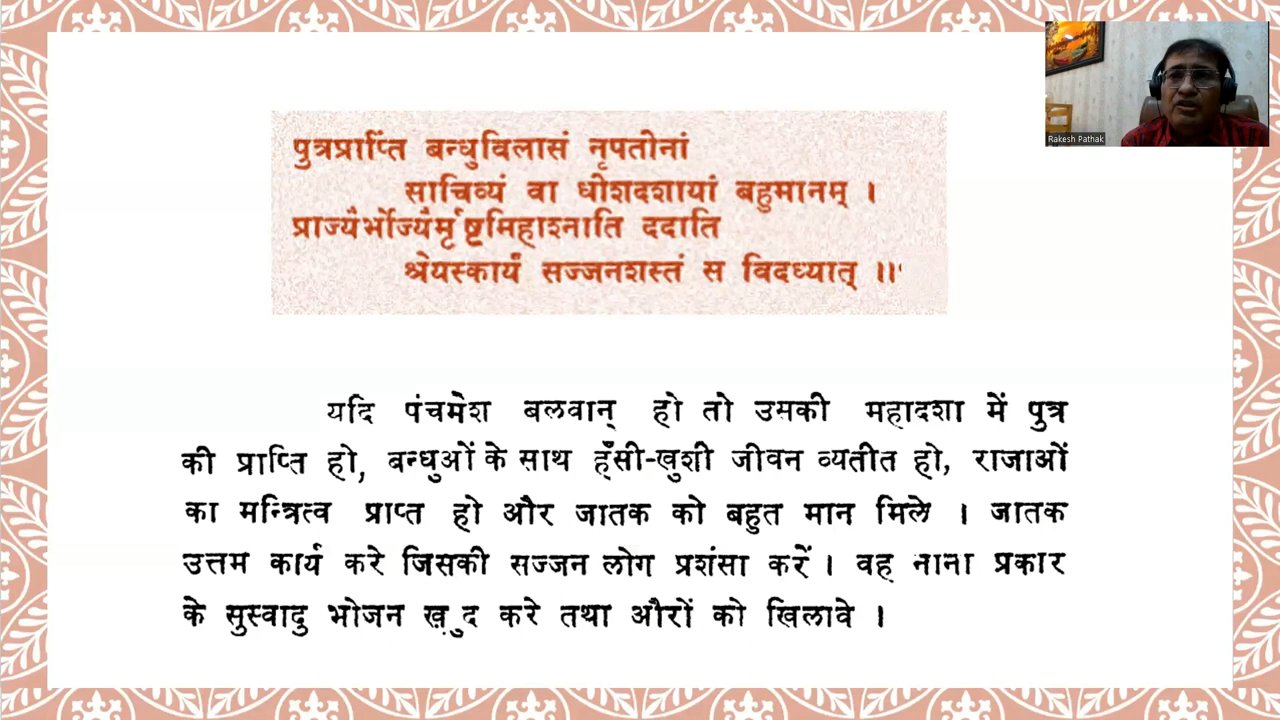 पुत्रप्राप्तिं बन्धुविलासं नृपतीनां
साचिव्यं वा धीशदशायां बहुमानम् ।
प्राज्यैर्भोज्यैर्मृष्टमिहाश्नाति ददाति
श्रेयस्कार्यं सज्जनशस्तं स विदध्यात् ।।
यदि पंचमेश बलवान् हो तो उसकी महादशा में पुत्र
की प्राप्ति हो, बन्धुओं के साथ हँसी-खुशी जीवन व्यतीत हो, राजाओं
का मन्त्रित्व प्राप्त हो और जातक को बहुत मान मिले । जातक
उत्तम कार्य करे जिसकी सज्जन लोग प्रशंसा करें । वह नाना प्रकार
के सुस्वादु भोजन ख़ुद करे तथा औरों को खिलावे ।
Rakesh Pathak